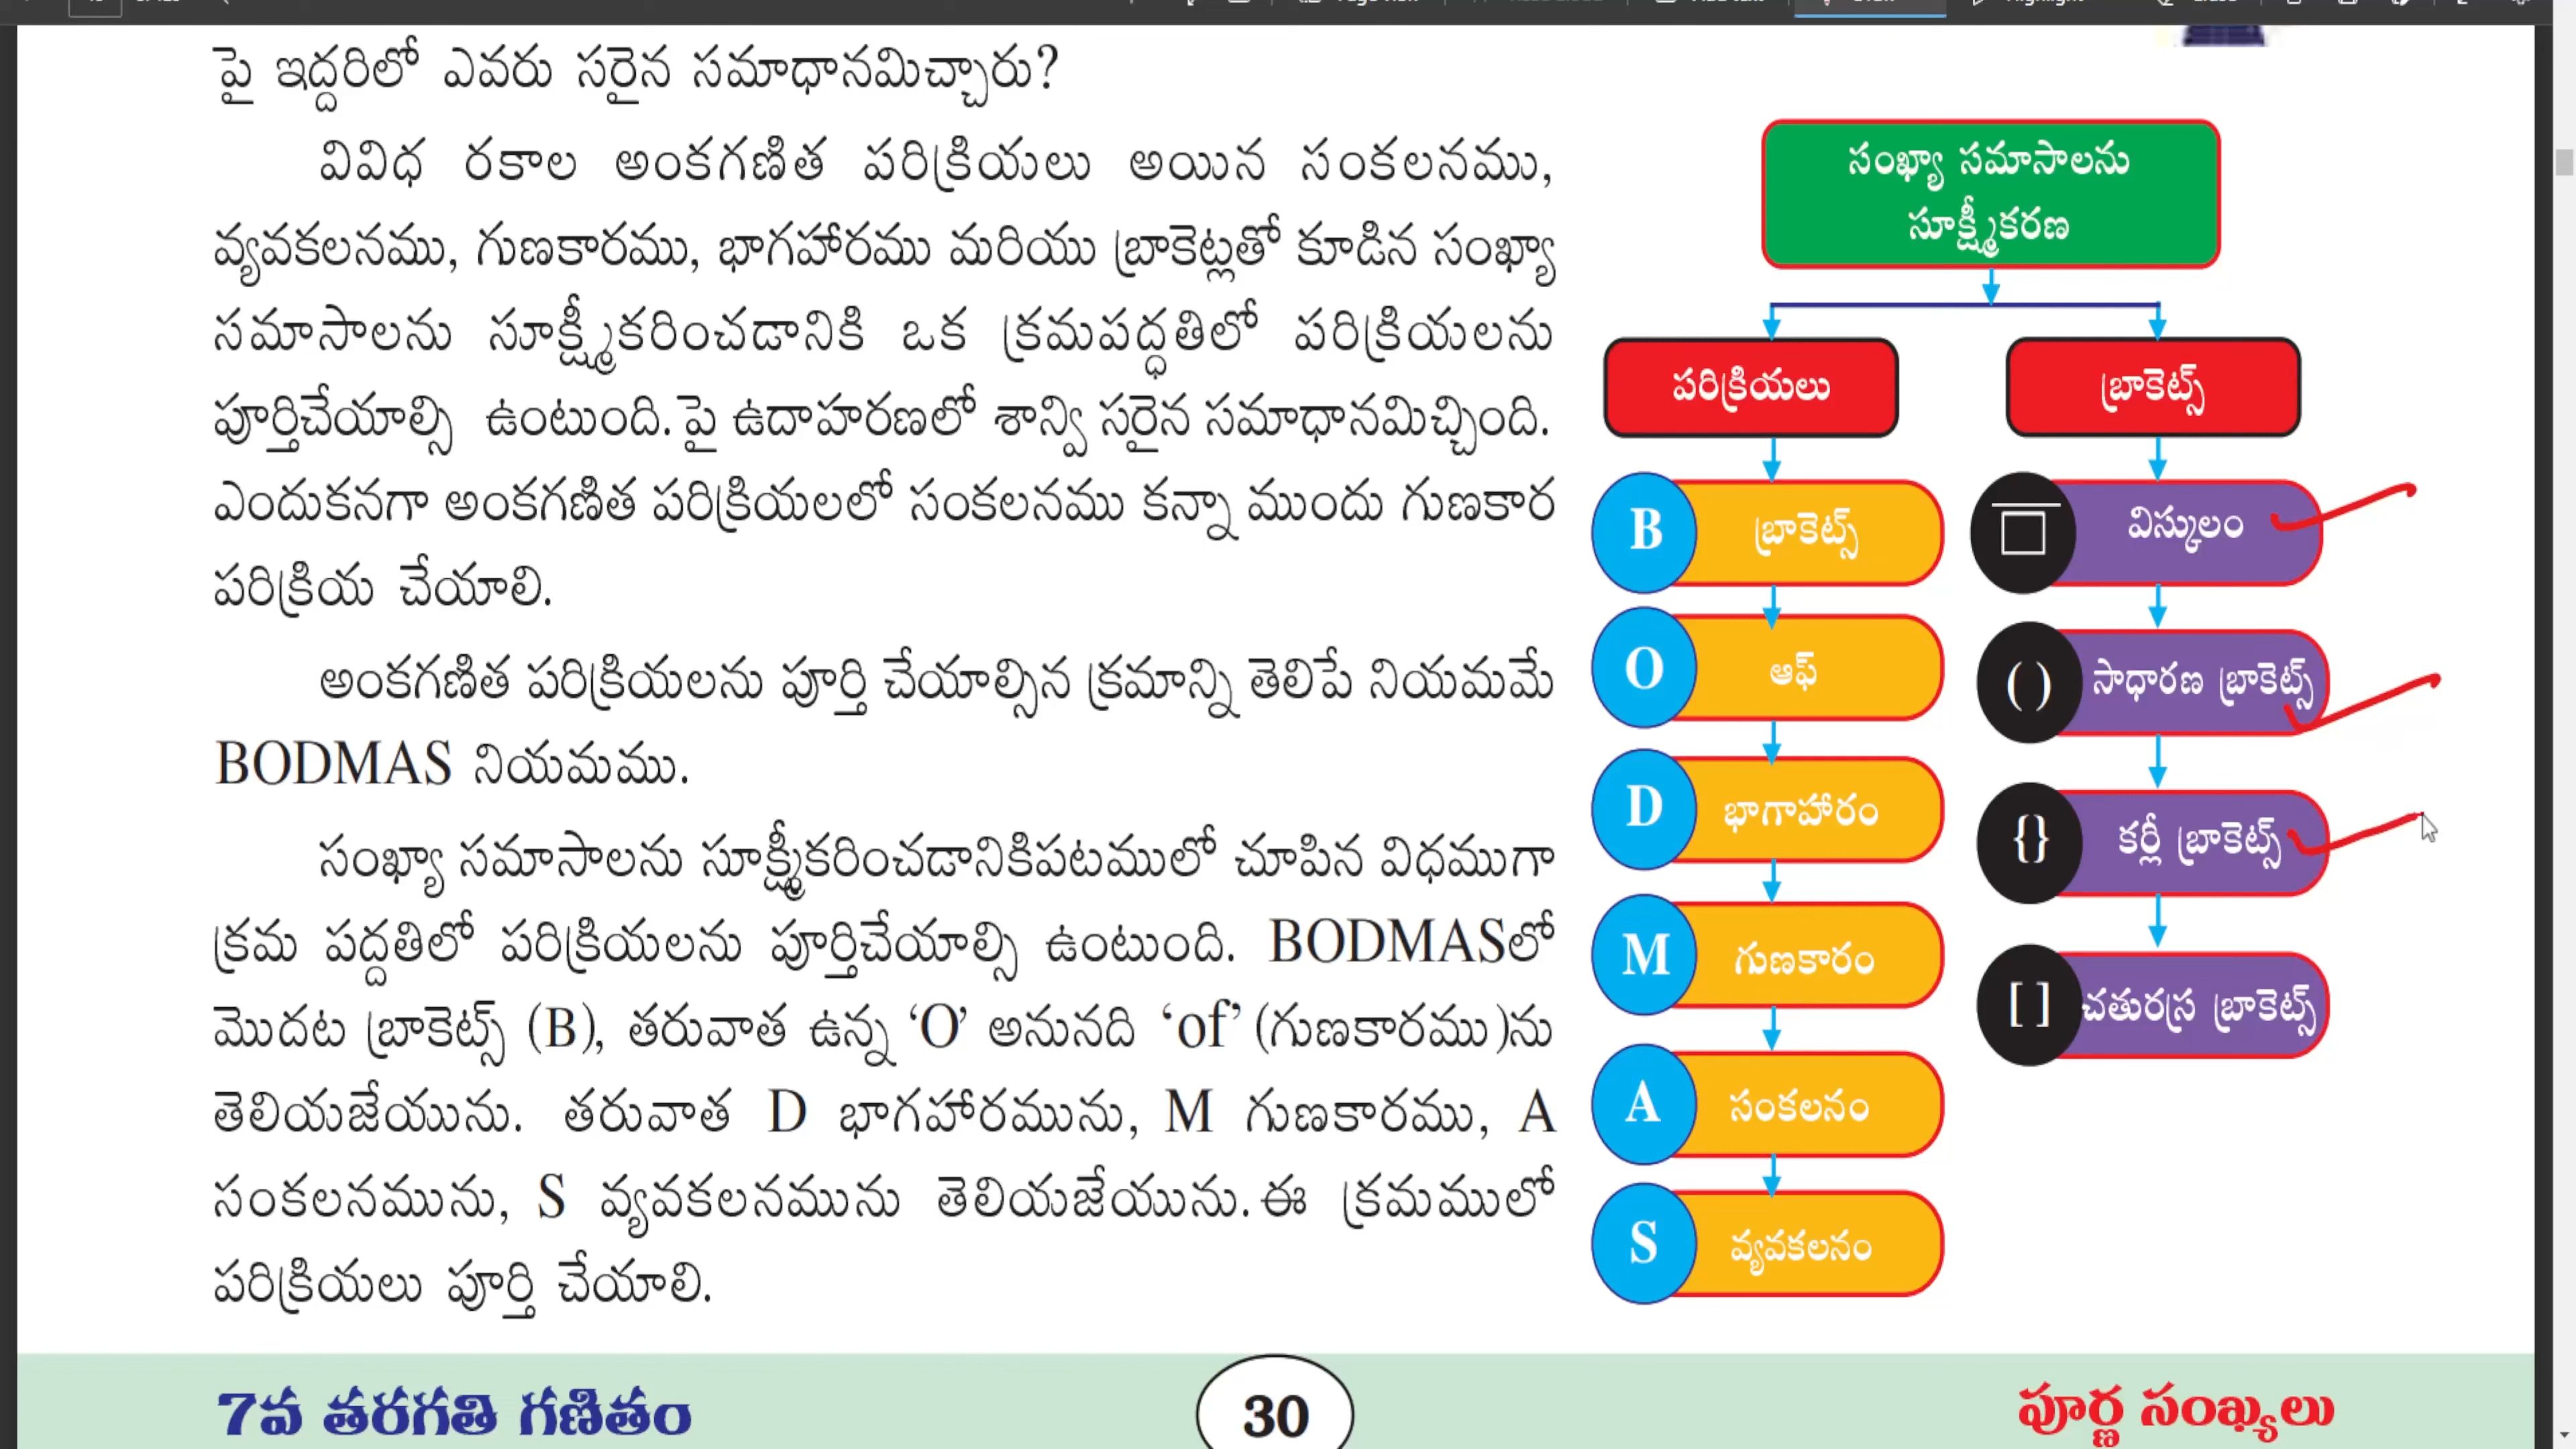 పై ఇద్దరిలో ఎవరు సరైన సమాధానమిచ్చారు?
వివిధ రకాల అంకగణిత పరిక్రియలు అయిన సంకలనము,
వ్యవకలనము, గుణకారము, భాగహారము మరియు బ్రాకెట్లతో కూడిన సంఖ్యా
సమాసాలను సూక్ష్మీకరించడానికి ఒక క్రమపద్ధతిలో పరిక్రియలను
పూర్తిచేయాల్సి ఉంటుంది. పై ఉదాహరణలో శాన్వి సరైన సమాధానమిచ్చింది.
ఎందుకనగా అంకగణిత పరిక్రియలలో సంకలనము కన్నా ముందు గుణకార
పరిక్రియ చేయాలి.
అంకగణిత పరిక్రియలను పూర్తి చేయాల్సిన క్రమాన్ని తెలిపే నియమమే
BODMAS నియమము.
సంఖ్యా సమాసాలను సూక్ష్మీకరించడానికిపటములో చూపిన విధముగా
క్రమ పద్దతిలో పరిక్రియలను పూర్తిచేయాల్సి ఉంటుంది. BODMASలో
మొదట బ్రాకెట్స్ (B), తరువాత ఉన్న ‘O’ అనునది ‘of’ (గుణకారము)ను
తెలియజేయును. తరువాత D భాగహారమును, M గుణకారము, A
సంకలనమును, S వ్యవకలనమును తెలియజేయును. ఈ క్రమములో
పరిక్రియలు పూర్తి చేయాలి.
సంఖ్యా సమాసాలను
సూక్ష్మీకరణ
పరిక్రియలు
B బ్రాకెట్స్
O ఆఫ్
D భాగాహారం
M గుణకారం
A సంకలనం
S వ్యవకలనం
బ్రాకెట్స్
విస్కులం
( ) సాధారణ బ్రాకెట్స్
{} కర్లీ బ్రాకెట్స్
[ ] చతురస్ర బ్రాకెట్స్
7వ తరగతి గణితం
30
పూర్ణ సంఖ్యలు